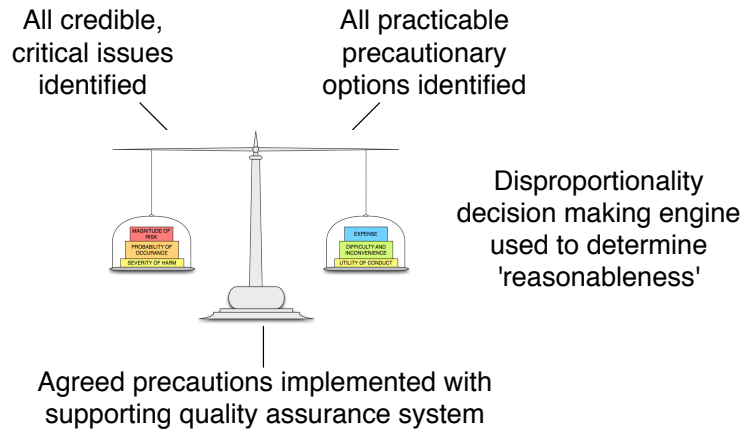 All credible,
critical issues
identified
All practicable
precautionary
options identified
MAGNITUDE OF
RISK
PROBABILITY OF
OCCURANCE
SEVERITY OF HARM
EXPENSE
DIFFICULTY AND
INCONVENIENCE
UTILITY OF CONDUCT
Disproportionality
decision making engine
used to determine
'reasonableness'
Agreed precautions implemented with
supporting quality assurance system